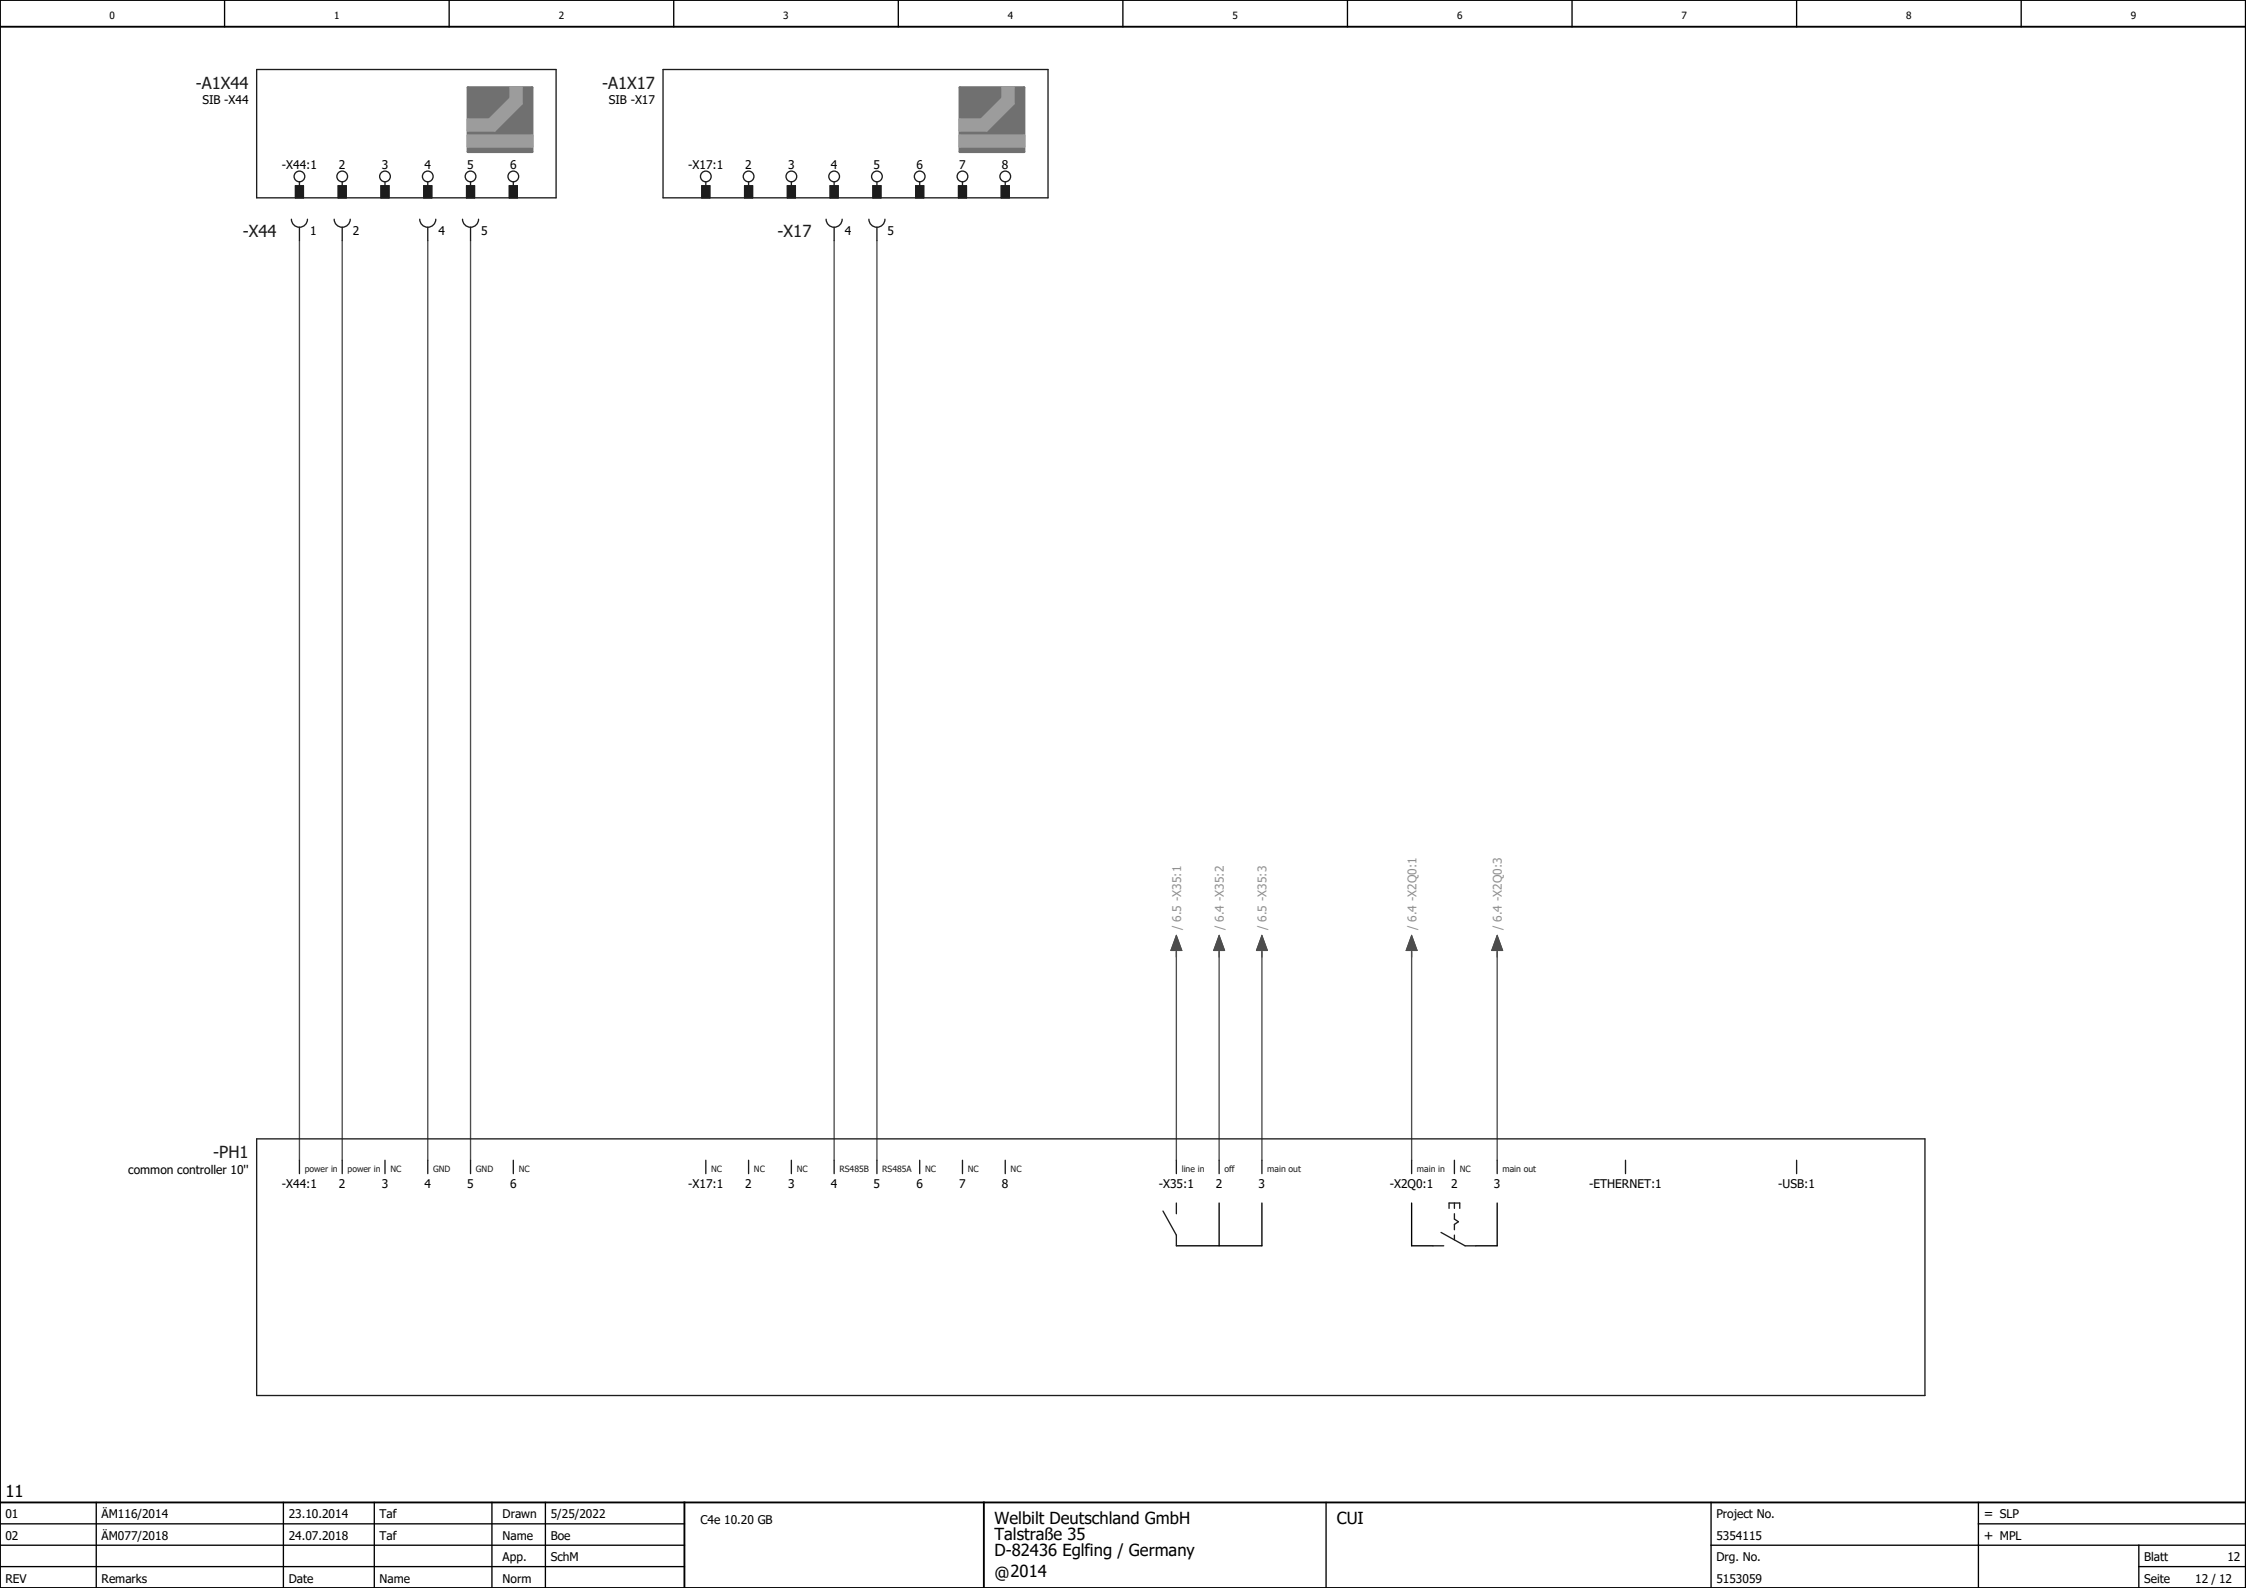 0 1 2 3 4 5 6 7 8 9
-A1X44
SIB -X44
-X44:1 2 3 4 5 6
-X44 1 2 4 5
-A1X17
SIB -X17
-X17:1 2 3 4 5 6 7 8
-X17 4 5
/ 6.5 -X35:1
/ 6.4 -X35:2
/ 6.5 -X35:3
/ 6.4 -X2Q0:1
/ 6.4 -X2Q0:3
-PH1
common controller 10"
power in power in NC GND GND NC
-X44:1 2 3 4 5 6
NC NC NC RS485B RS485A NC NC NC
-X17:1 2 3 4 5 6 7 8
line in off main out
-X35:1 2 3
main in NC main out
-X2Q0:1 2 3
-ETHERNET:1
-USB:1
11
01 ÄM116/2014 23.10.2014 Taf Drawn 5/25/2022
02 ÄM077/2018 24.07.2018 Taf Name Boe
App. SchM
REV Remarks Date Name Norm
C4e 10.20 GB
Welbilt Deutschland GmbH
Talstraße 35
D-82436 Eglfing / Germany
@2014
CUI
Project No.
5354115
Drg. No.
5153059
= SLP
+ MPL
Blatt 12
Seite 12 / 12